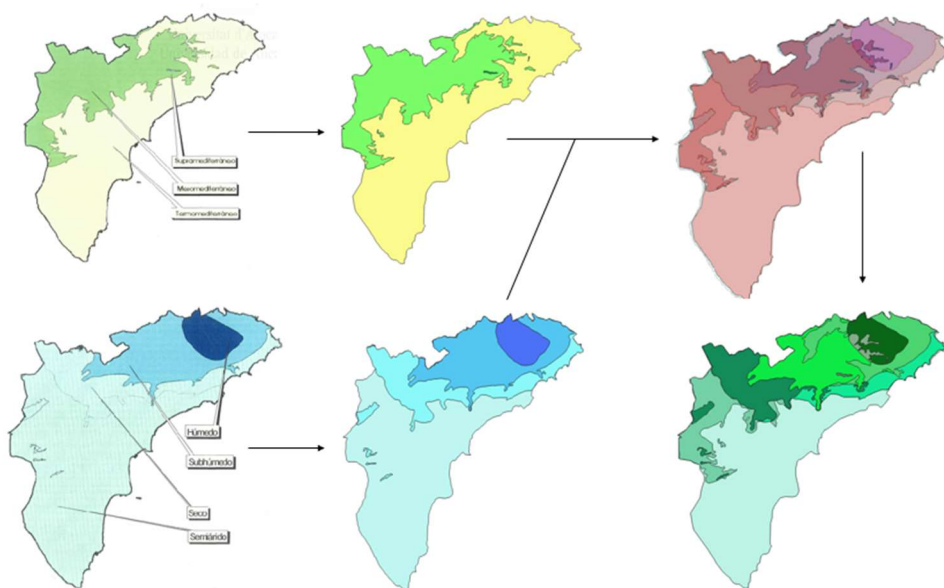 Supramediterráneo
Mesomediterráneo
Termomediterráneo
Húmedo
Subhúmedo
Seco
Semiárido